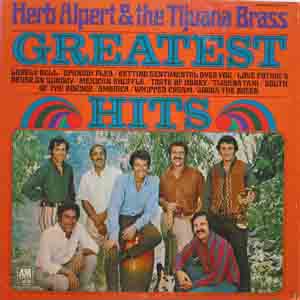 Herb Alpert & the Tijuana Brass
GREATEST
LONELY BULL · SPANISH FLEA · GETTING SENTIMENTAL OVER YOU · LOVE POTION 9
NEVER ON SUNDAY · MEXICAN SHUFFLE · TASTE OF HONEY · TIJUANA TAXI · SOUTH
OF THE BORDER · AMERICA · WHIPPED CREAM · ZORBA THE GREEK
HITS
A&M